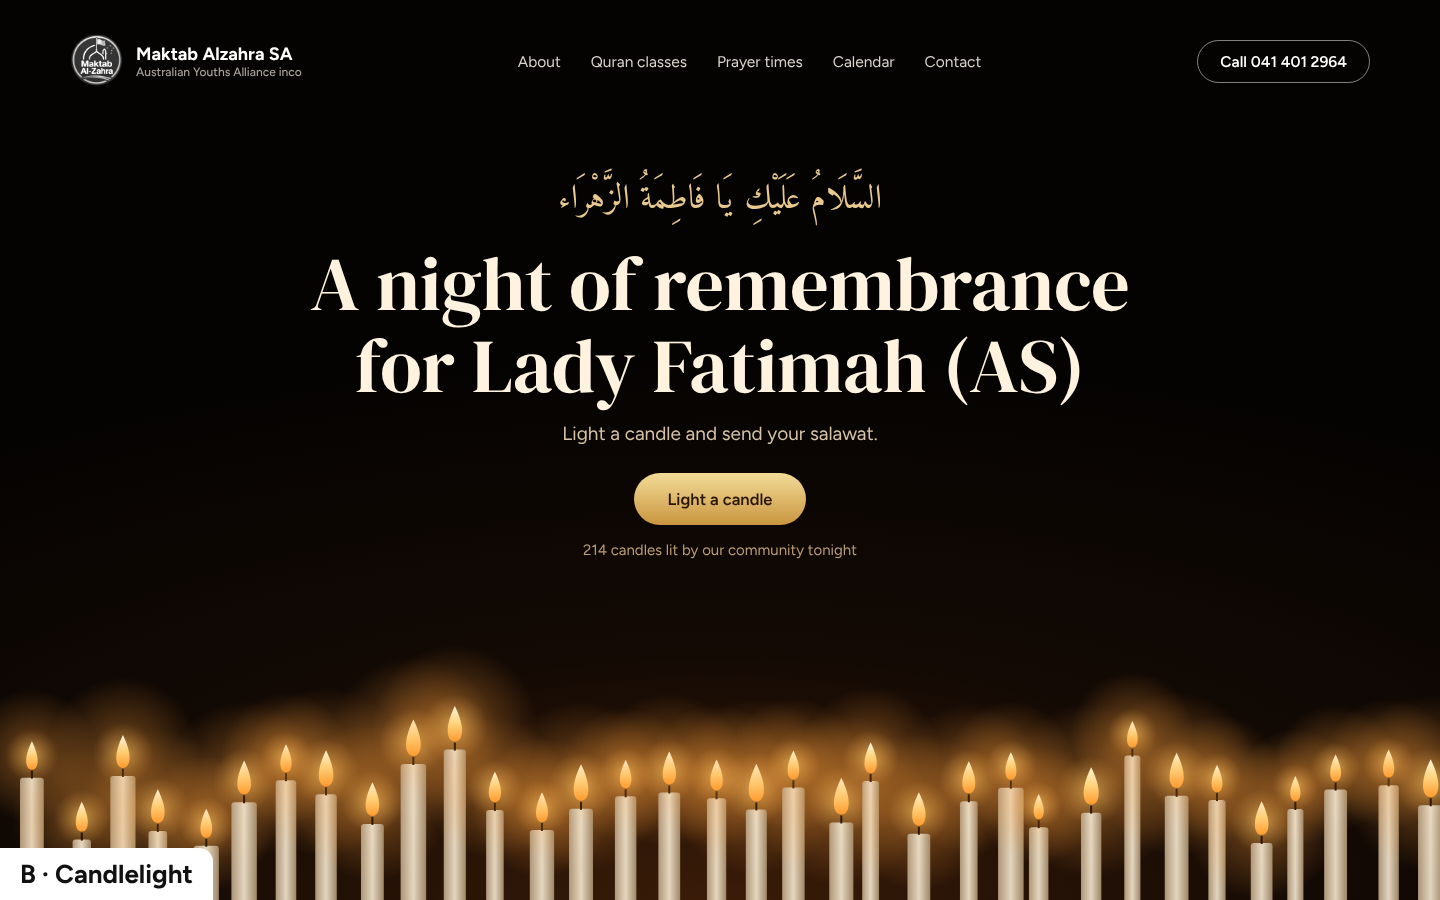 Maktab
Al-Zahra
Maktab Alzahra SA
Australian Youths Alliance inco
About
Quran classes
Prayer times
Calendar
Contact
Call 041 401 2964
السَّلَامُ عَلَيْكِ يَا فَاطِمَةُ الزَّهْرَاء
A night of remembrance
for Lady Fatimah (AS)
Light a candle and send your salawat.
Light a candle
214 candles lit by our community tonight
B · Candlelight